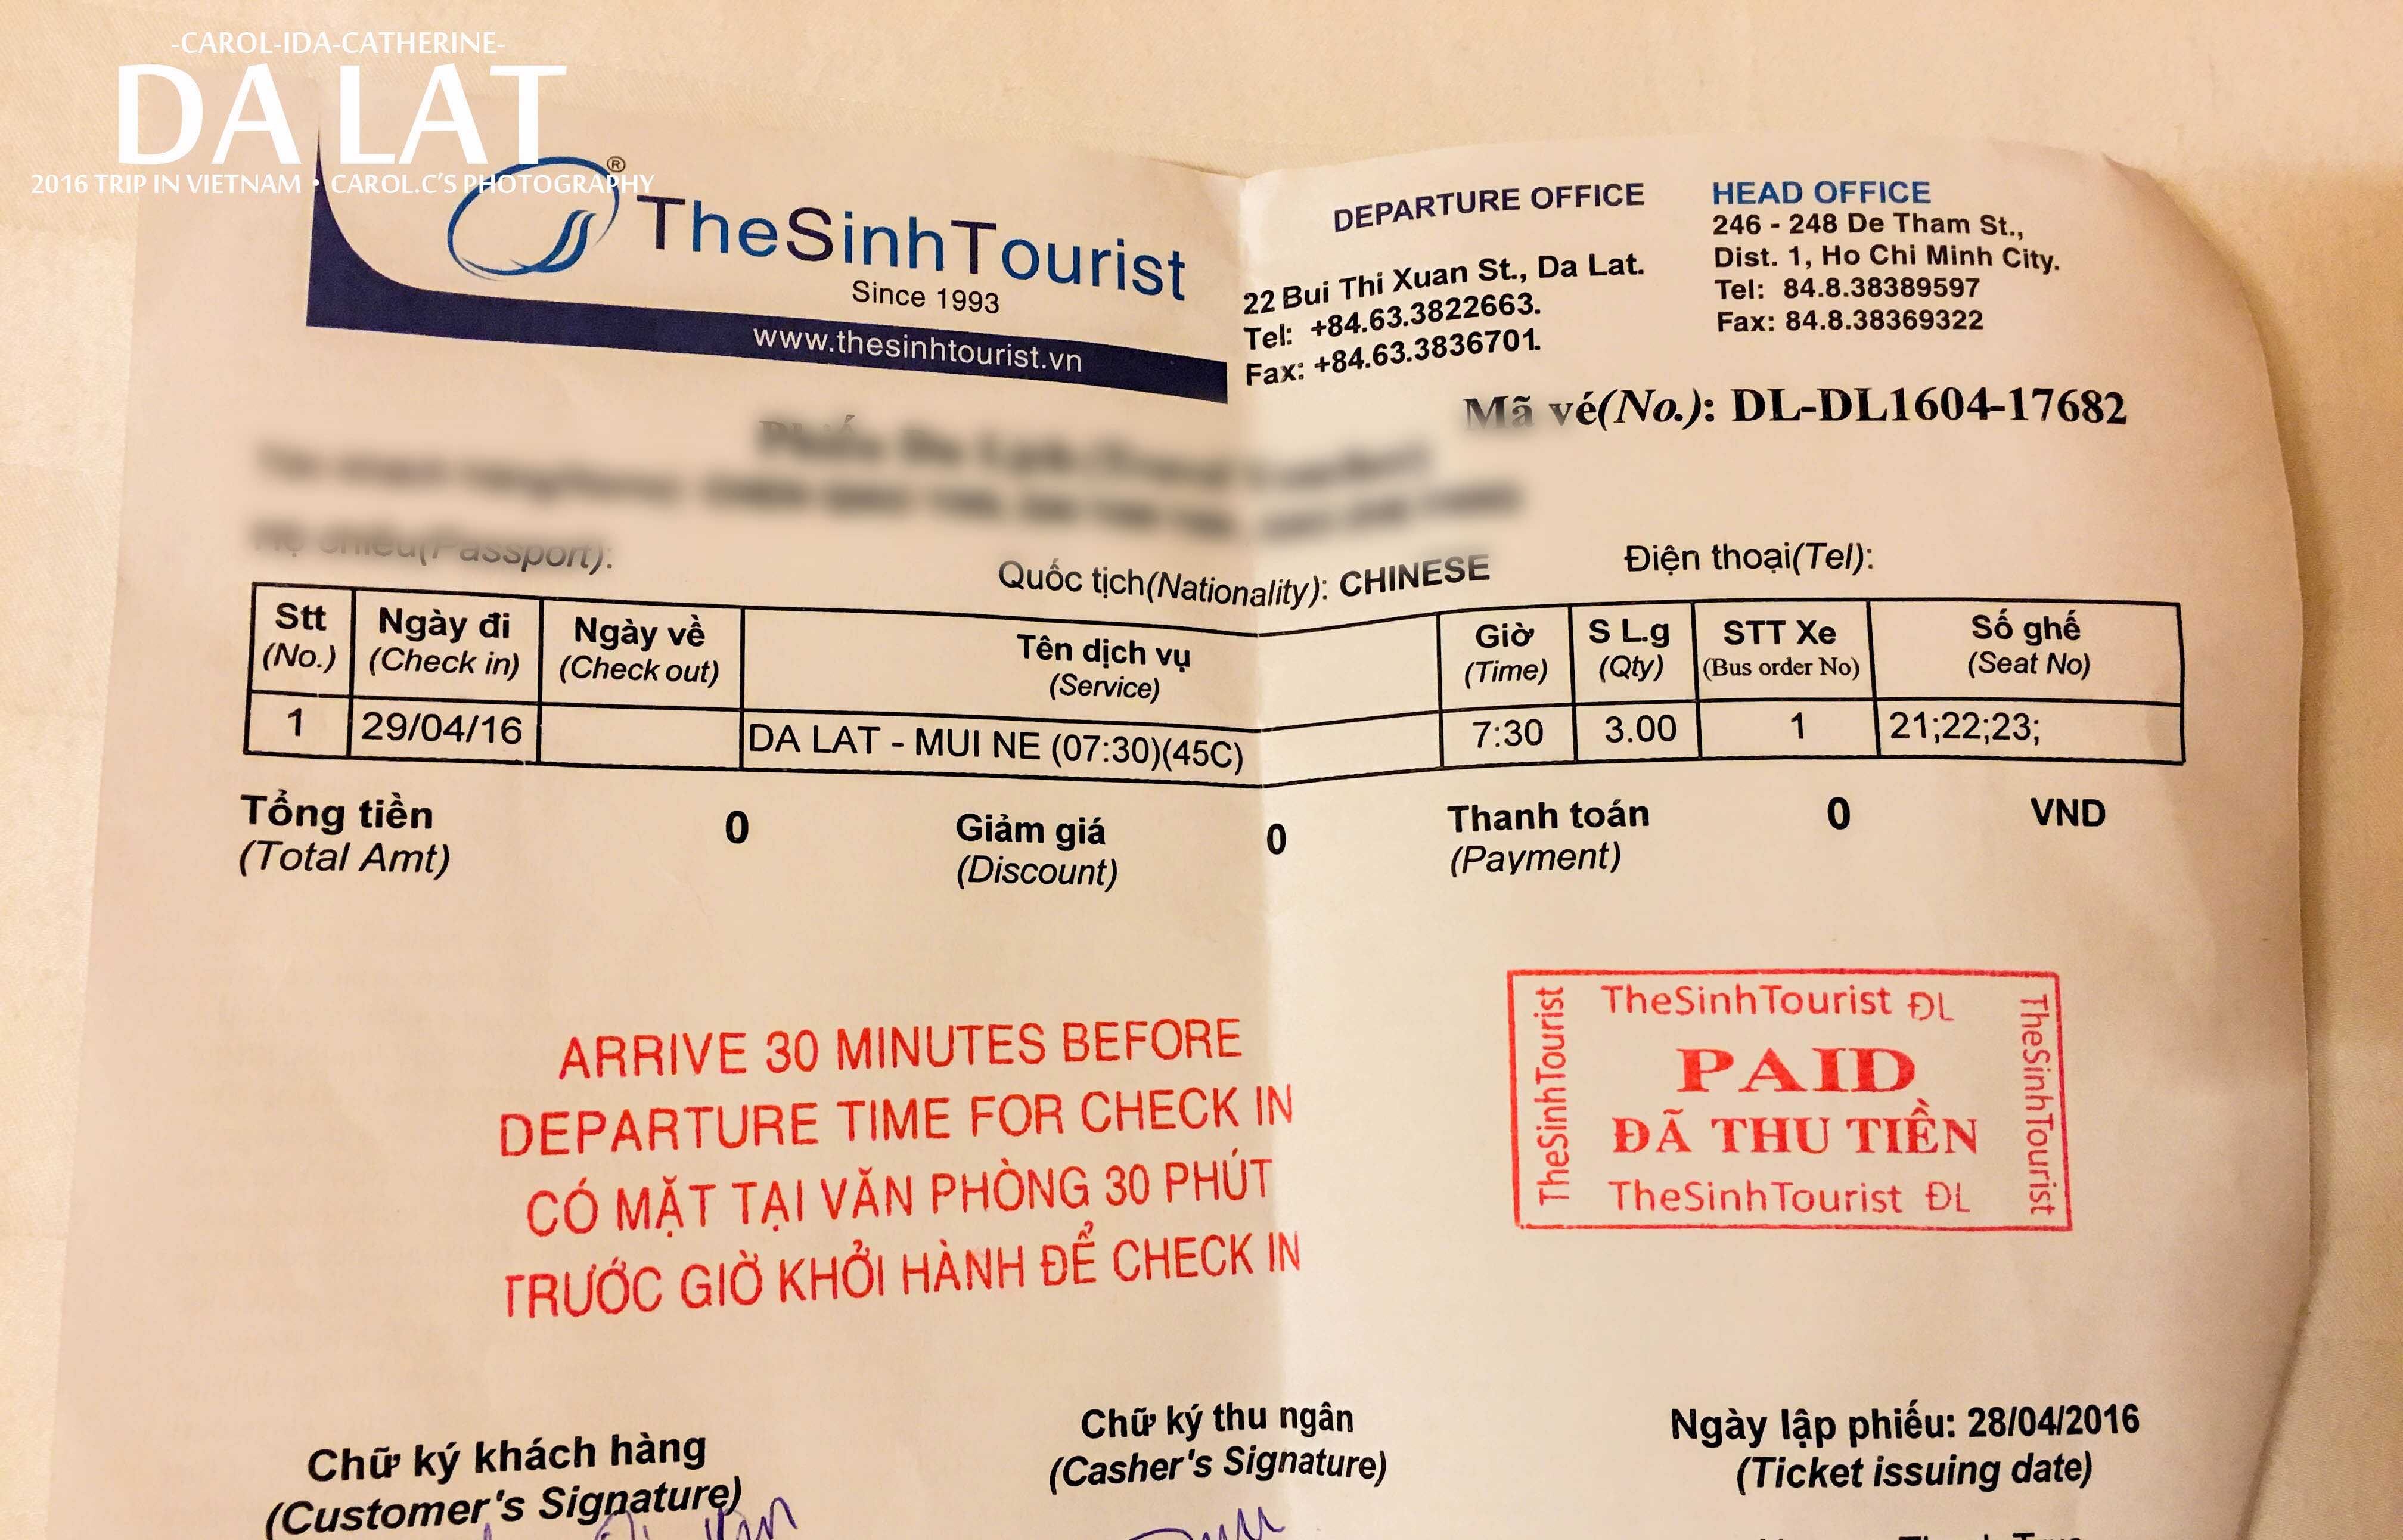 -CAROL-IDA-CATHERINE-
DA LAT
2016 TRIP IN VIETNAM • CAROL.C'S PHOTOGRAPHY
TheSinhTourist®
Since 1993
www.thesinhtourist.vn
DEPARTURE OFFICE
22 Bui Thi Xuan St., Da Lat.
Tel: +84.63.3822663.
Fax: +84.63.3836701.
HEAD OFFICE
246 - 248 De Tham St.,
Dist. 1, Ho Chi Minh City.
Tel: 84.8.38389597
Fax: 84.8.38369322
Mã vé(No.): DL-DL1604-17682
chiếu(Passport):
Quốc tịch(Nationality): CHINESE
Điện thoại(Tel):
Stt Ngày đi Ngày về Tên dịch vụ Giờ S L.g STT Xe Số ghế
(No.) (Check in) (Check out) (Service) (Time) (Qty) (Bus order No) (Seat No)
1 29/04/16 DA LAT - MUI NE (07:30)(45C) 7:30 3.00 1 21;22;23;
Tổng tiền 0 Giảm giá 0 Thanh toán 0 VND
(Total Amt) (Discount) (Payment)
ARRIVE 30 MINUTES BEFORE
DEPARTURE TIME FOR CHECK IN
CÓ MẶT TẠI VĂN PHÒNG 30 PHÚT
TRƯỚC GIỜ KHỞI HÀNH ĐỂ CHECK IN
TheSinhTourist
TheSinhTourist ĐL
PAID
ĐÃ THU TIỀN
TheSinhTourist ĐL
TheSinhTourist
Chữ ký khách hàng
(Customer's Signature)
Chữ ký thu ngân
(Casher's Signature)
Ngày lập phiếu: 28/04/2016
(Ticket issuing date)